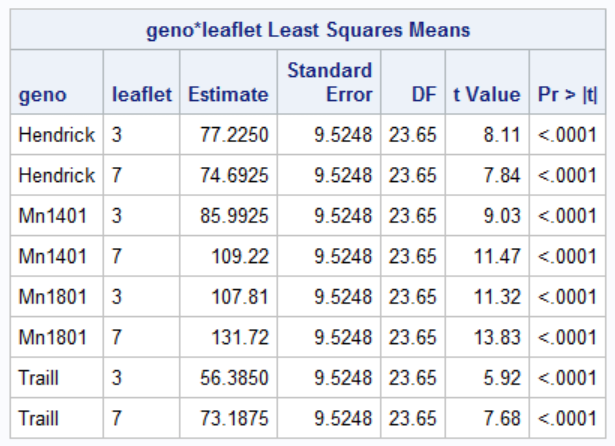 geno*leaflet Least Squares Means
geno leaflet Estimate Standard Error DF t Value Pr > |t|
Hendrick 3 77.2250 9.5248 23.65 8.11 <.0001
Hendrick 7 74.6925 9.5248 23.65 7.84 <.0001
Mn1401 3 85.9925 9.5248 23.65 9.03 <.0001
Mn1401 7 109.22 9.5248 23.65 11.47 <.0001
Mn1801 3 107.81 9.5248 23.65 11.32 <.0001
Mn1801 7 131.72 9.5248 23.65 13.83 <.0001
Traill 3 56.3850 9.5248 23.65 5.92 <.0001
Traill 7 73.1875 9.5248 23.65 7.68 <.0001